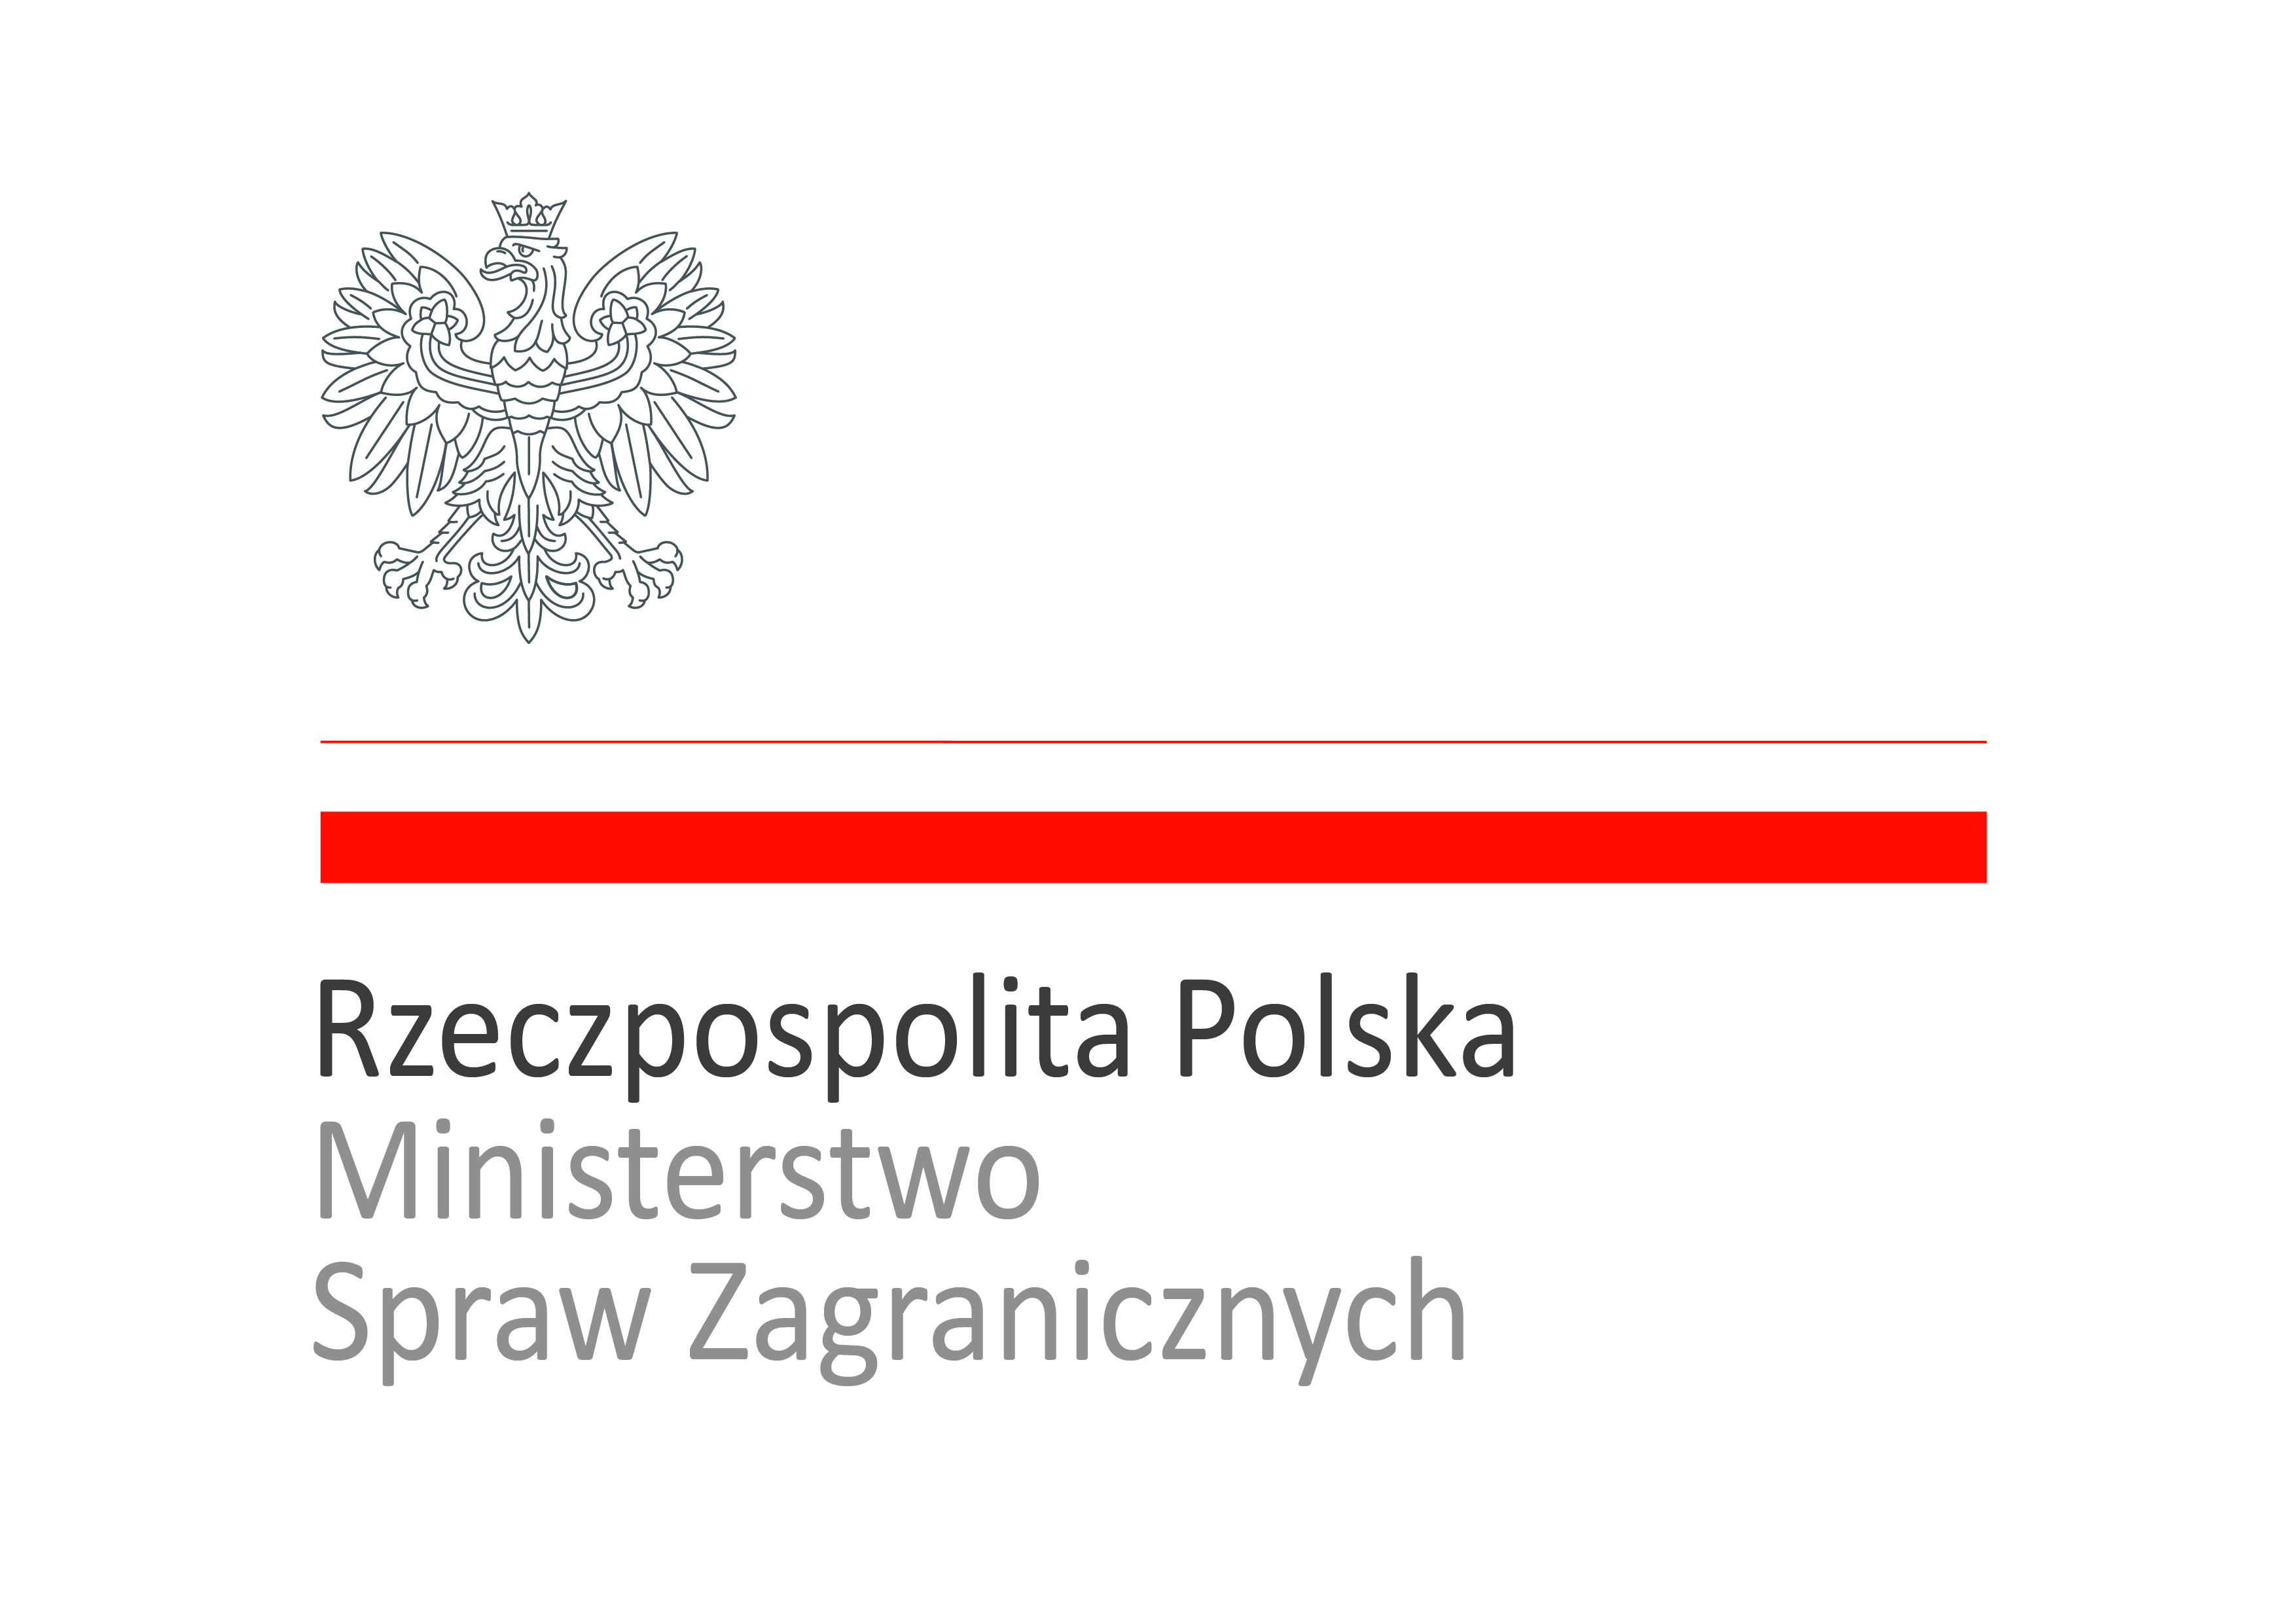 Rzeczpospolita Polska
Ministerstwo
Spraw Zagranicznych